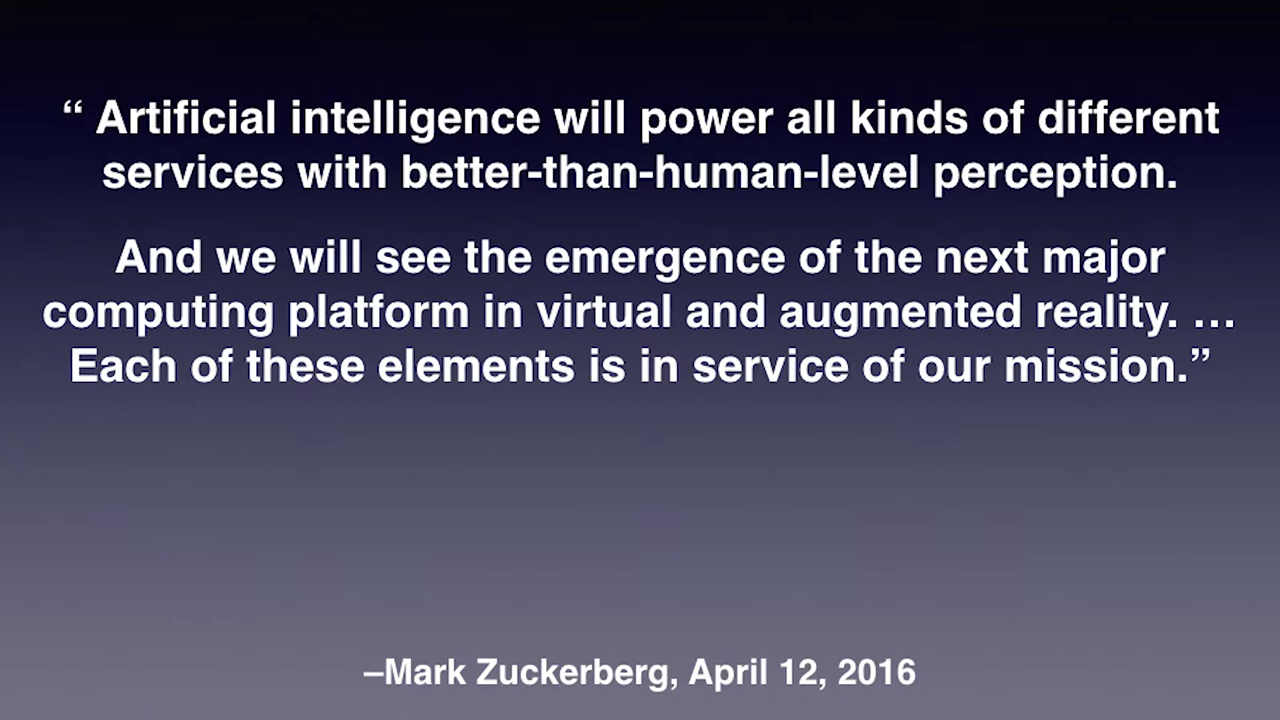 “ Artificial intelligence will power all kinds of different
services with better-than-human-level perception.
And we will see the emergence of the next major
computing platform in virtual and augmented reality. …
Each of these elements is in service of our mission.”
–Mark Zuckerberg, April 12, 2016